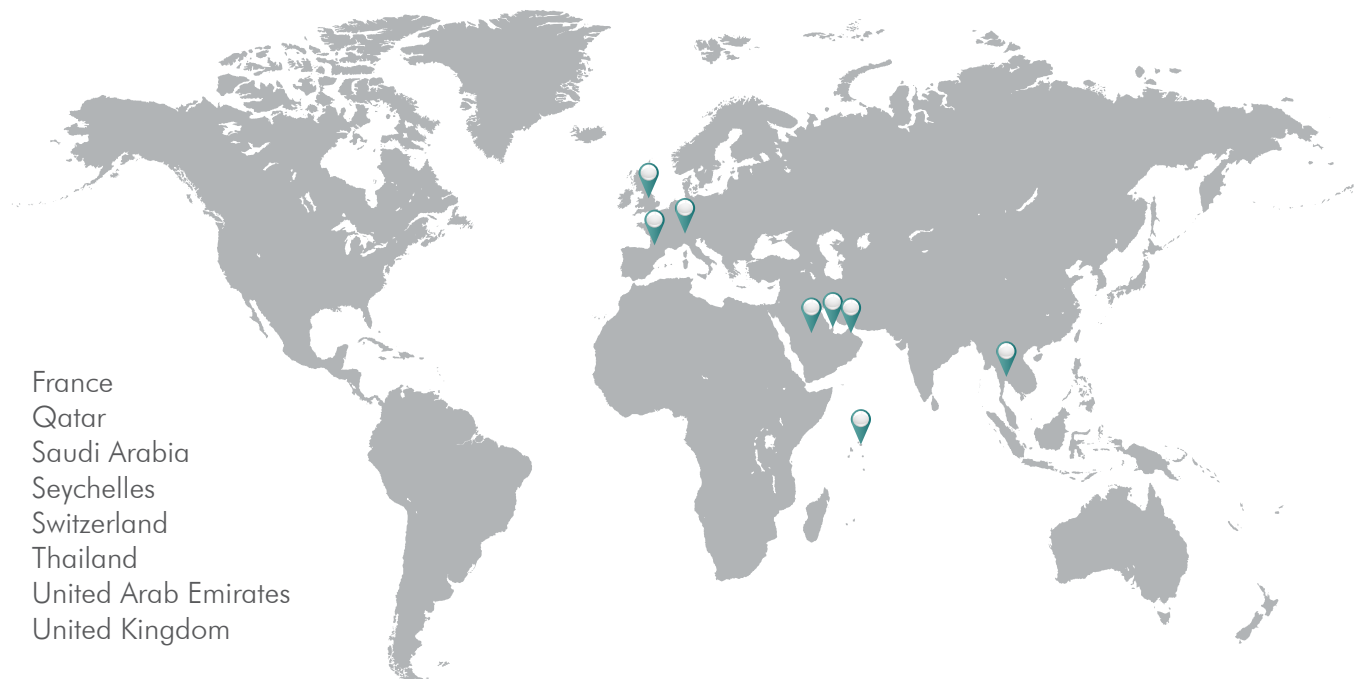 France
Qatar
Saudi Arabia
Seychelles
Switzerland
Thailand
United Arab Emirates
United Kingdom